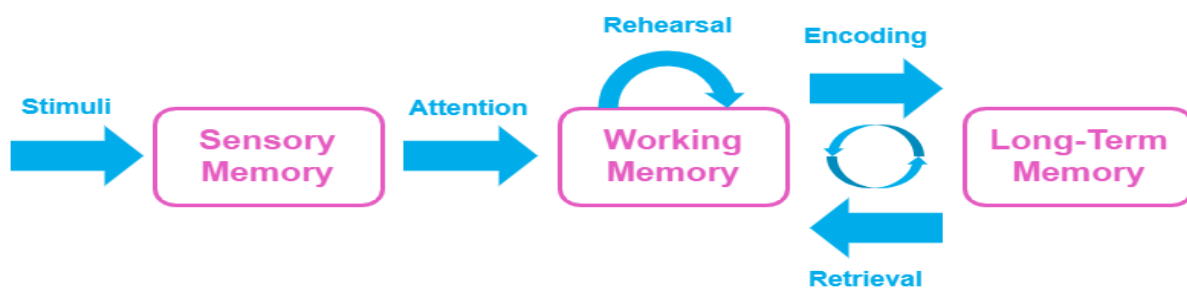 Stimuli
Sensory
Memory
Attention
Rehearsal
Working
Memory
Encoding
Retrieval
Long-Term
Memory